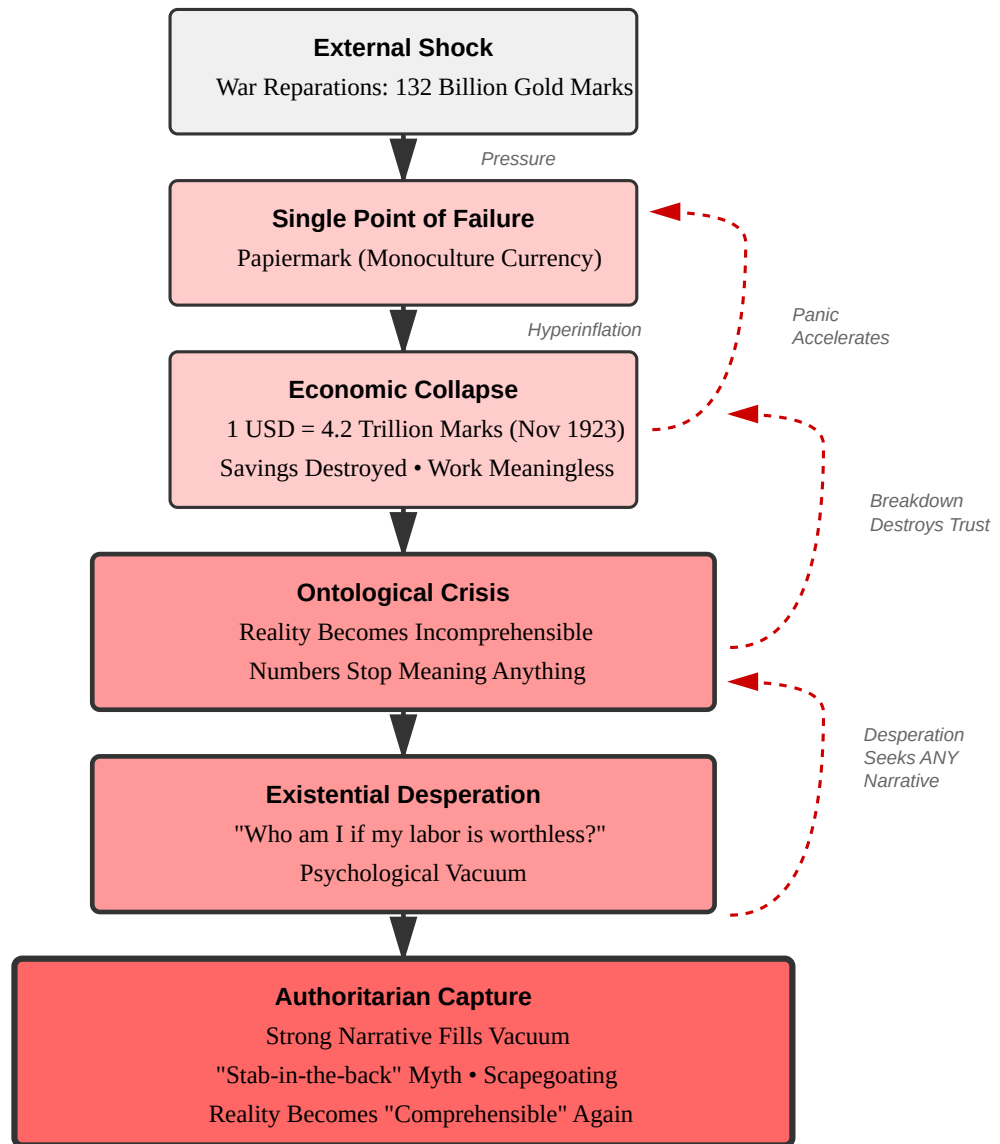 External Shock
War Reparations: 132 Billion Gold Marks
Pressure
Single Point of Failure
Papiermark (Monoculture Currency)
Hyperinflation
Panic
Accelerates
Economic Collapse
1 USD = 4.2 Trillion Marks (Nov 1923)
Savings Destroyed • Work Meaningless
Breakdown
Destroys Trust
Ontological Crisis
Reality Becomes Incomprehensible
Numbers Stop Meaning Anything
Desperation
Seeks ANY
Narrative
Existential Desperation
"Who am I if my labor is worthless?"
Psychological Vacuum
Authoritarian Capture
Strong Narrative Fills Vacuum
"Stab-in-the-back" Myth • Scapegoating
Reality Becomes "Comprehensible" Again